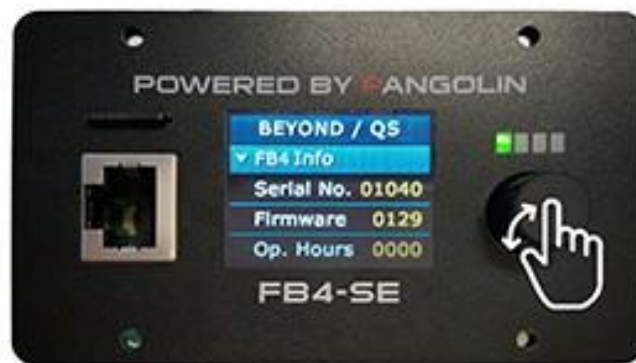 POWERED BY PANGOLIN
BEYOND / QS
FB4 Info
Serial No. 01040
Firmware 0129
Op. Hours 0000
FB4-SE